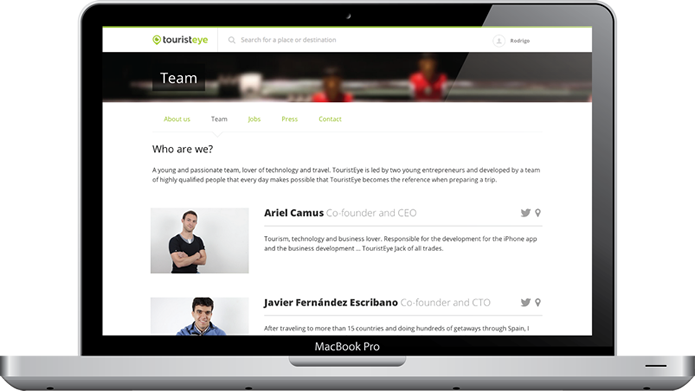 touristeye
Search for a place or destination
Rodrigo
Team
About us
Team
Jobs
Press
Contact
Who are we?
A young and passionate team, lover of technology and travel. TouristEye is led by two young entrepreneurs and developed by a team
of highly qualified people that every day makes possible that TouristEye becomes the reference when preparing a trip.
Ariel Camus Co-founder and CEO
Tourism, technology and business lover. Responsible for the development for the iPhone app
and the business development ... TouristEye Jack of all trades.
Javier Fernández Escribano Co-founder and CTO
After traveling to more than 15 countries and doing hundreds of getaways through Spain, I
MacBook Pro